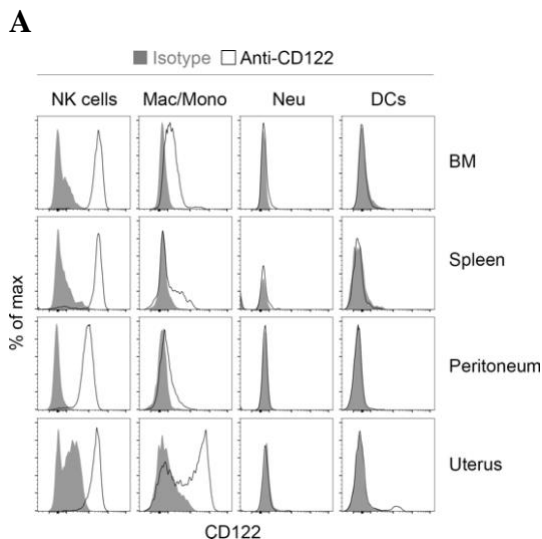 A
Isotype Anti-CD122
NK cells Mac/Mono Neu DCs
BM
Spleen
% of max
Peritoneum
Uterus
CD122